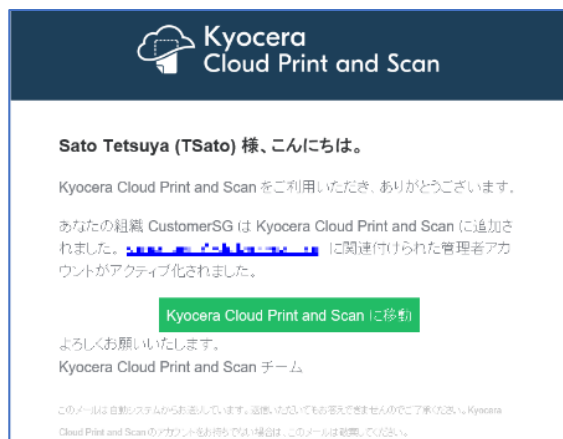 Kyocera
Cloud Print and Scan
Sato Tetsuya (TSato) 様、こんにちは。
Kyocera Cloud Print and Scan をご利用いただき、ありがとうございます。
あなたの組織 CustomerSG は Kyocera Cloud Print and Scan に追加さ
れました。 に関連付けられた管理者アカ
ウントがアクティブ化されました。
Kyocera Cloud Print and Scan に移動
よろしくお願いいたします。
Kyocera Cloud Print and Scan チーム
このメールは自動システムからお送りしています。返信いただいてもお答えできませんのでご了承ください。Kyocera
Cloud Print and Scan のアカウントをお持ちでない場合は、このメールは破棄してください。